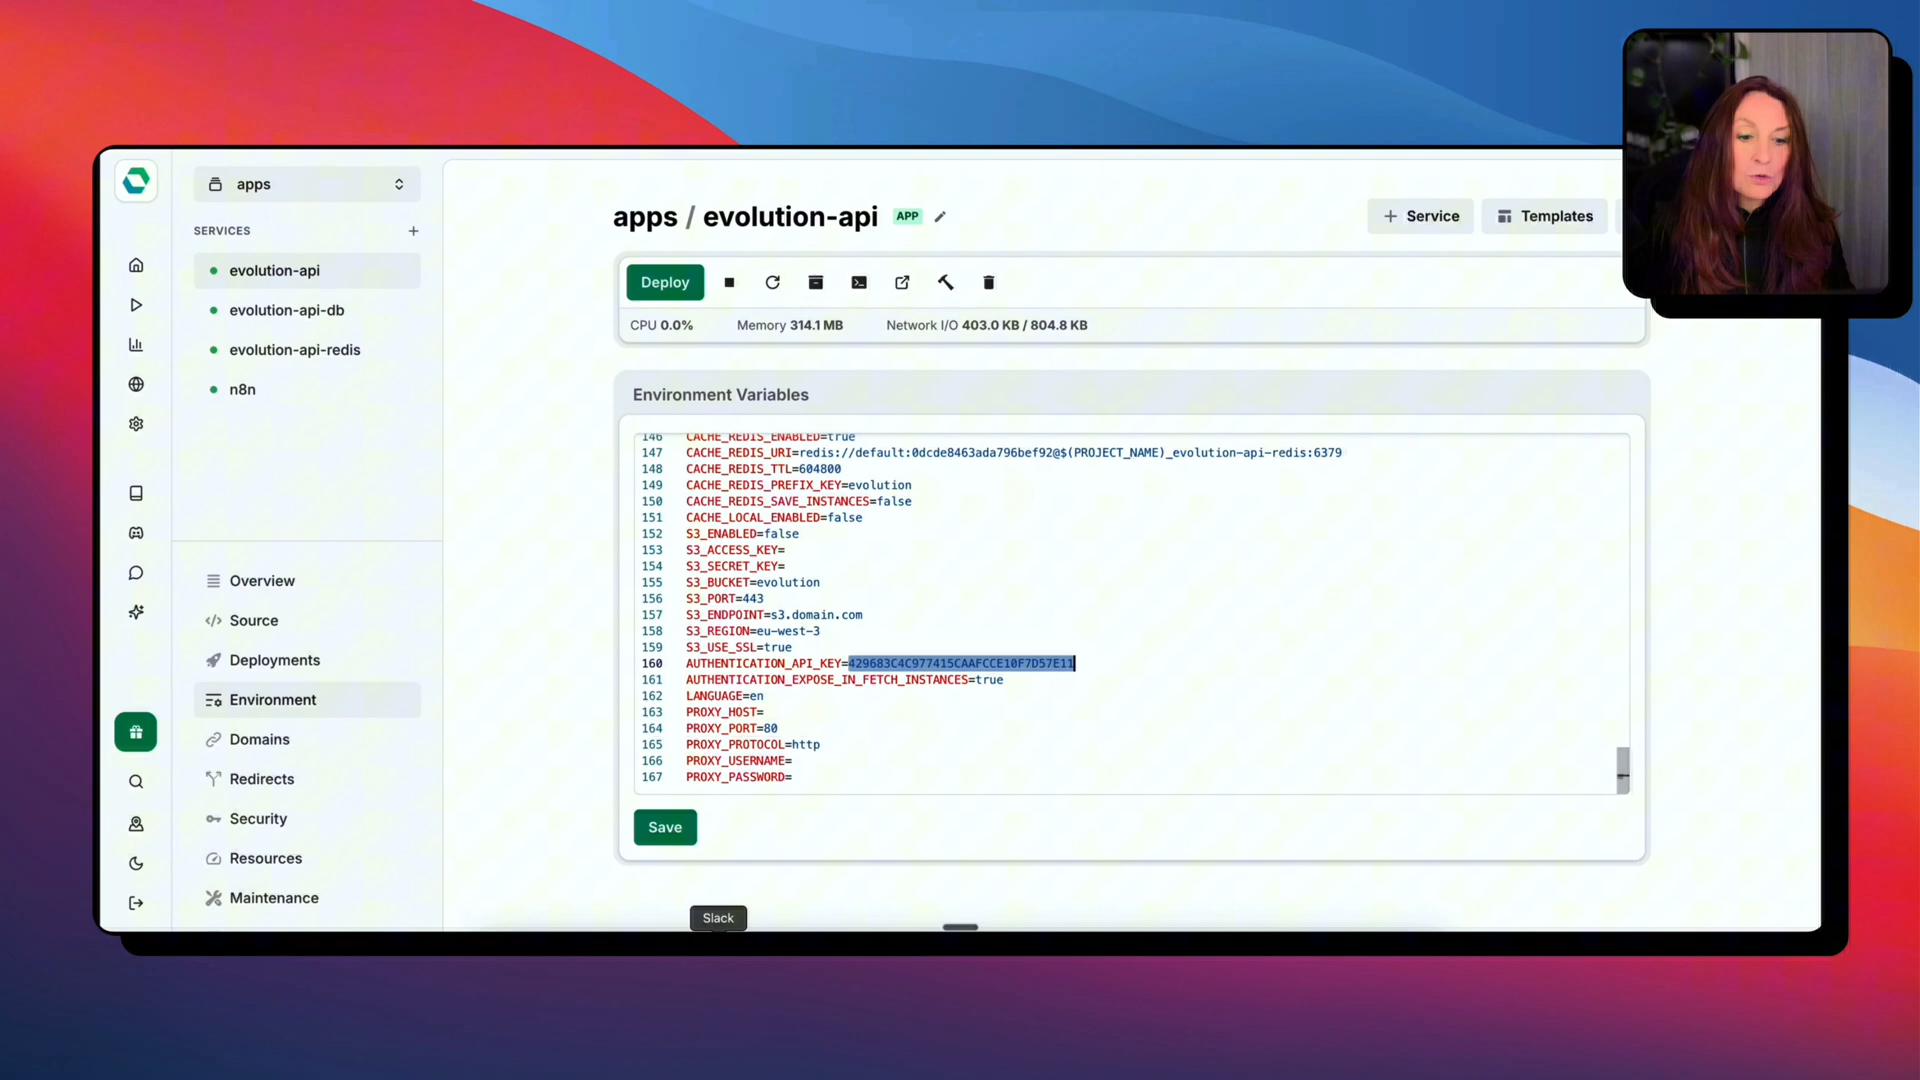 apps
SERVICES
evolution-api
evolution-api-db
evolution-api-redis
n8n
Overview
Source
Deployments
Environment
Domains
Redirects
Security
Resources
Maintenance
apps / evolution-api APP
Service
Templates
Deploy
CPU 0.0% Memory 314.1 MB Network I/O 403.0 KB / 804.8 KB
Environment Variables
146 CACHE_REDIS_ENABLED=true
147 CACHE_REDIS_URI=redis://default:0dcde8463ada796bef92@$(PROJECT_NAME)_evolution-api-redis:6379
148 CACHE_REDIS_TTL=604800
149 CACHE_REDIS_PREFIX_KEY=evolution
150 CACHE_REDIS_SAVE_INSTANCES=false
151 CACHE_LOCAL_ENABLED=false
152 S3_ENABLED=false
153 S3_ACCESS_KEY=
154 S3_SECRET_KEY=
155 S3_BUCKET=evolution
156 S3_PORT=443
157 S3_ENDPOINT=s3.domain.com
158 S3_REGION=eu-west-3
159 S3_USE_SSL=true
160 AUTHENTICATION_API_KEY=429683C4C977415CAAFCCE10F7D57E11
161 AUTHENTICATION_EXPOSE_IN_FETCH_INSTANCES=true
162 LANGUAGE=en
163 PROXY_HOST=
164 PROXY_PORT=80
165 PROXY_PROTOCOL=http
166 PROXY_USERNAME=
167 PROXY_PASSWORD=
Save
Slack